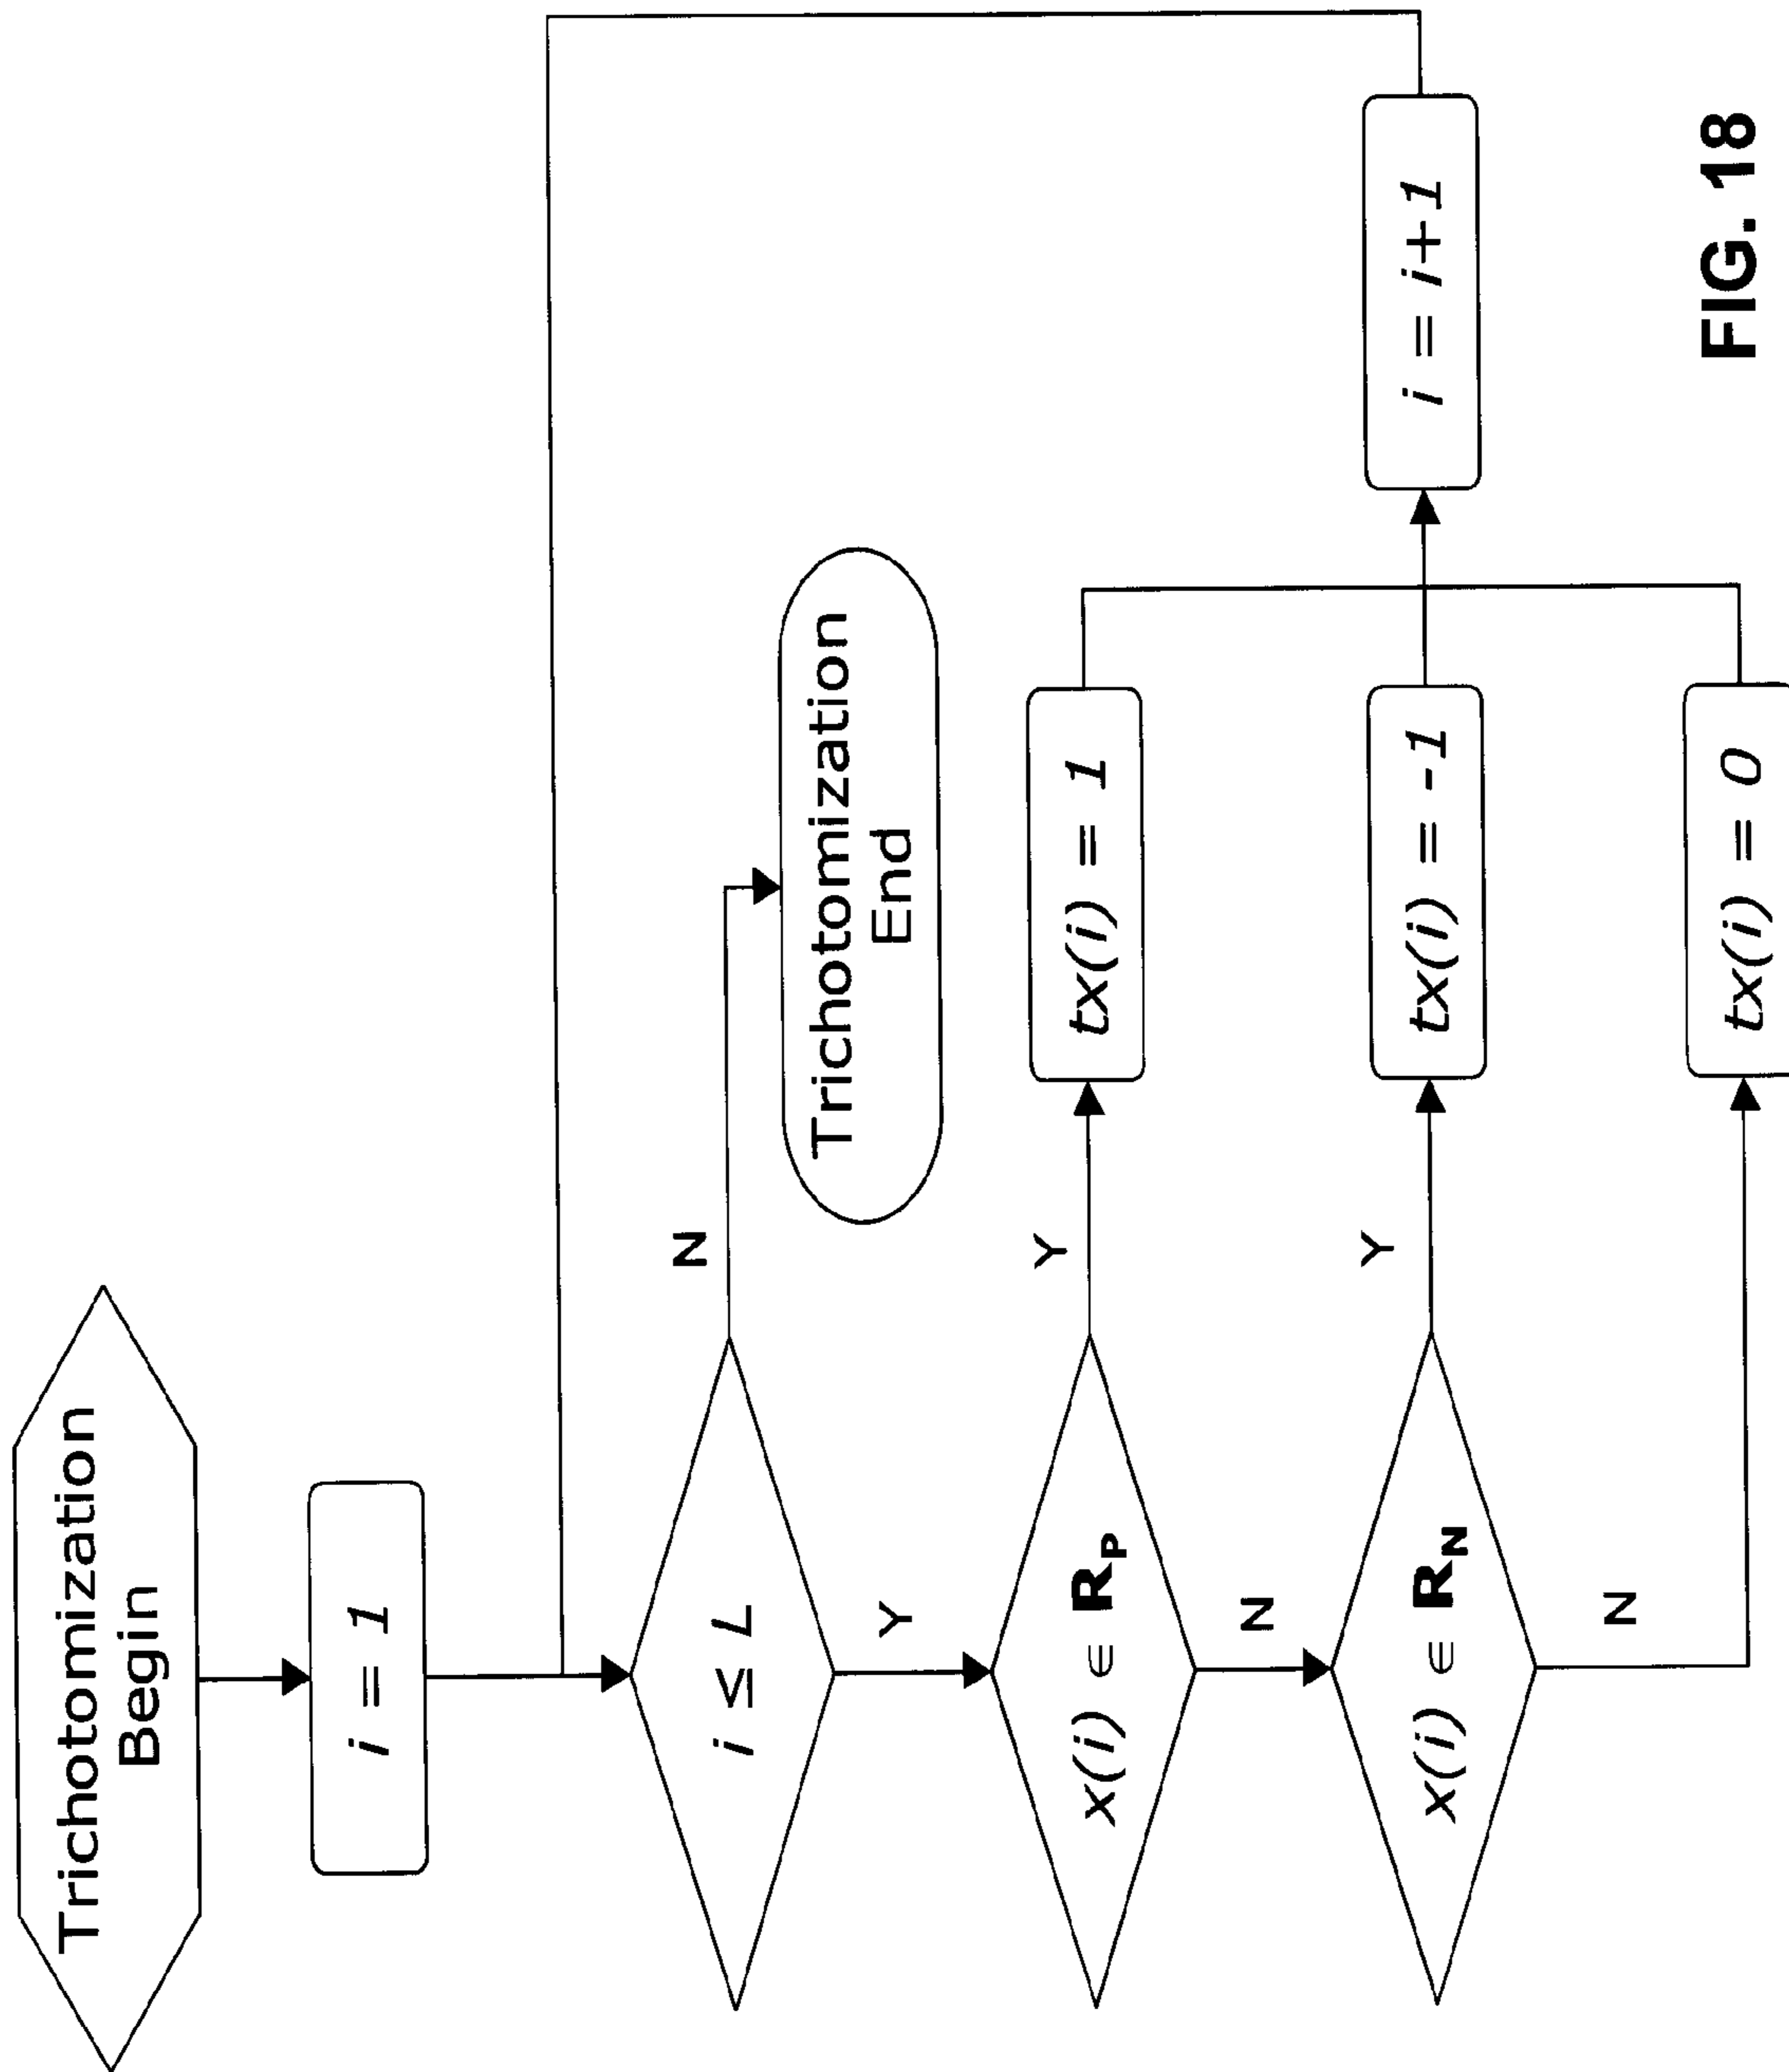 Trichotomization
Begin
i = 1
i ≤ L
N
Trichotomization
End
Y
x(i) ∈ R_P
Y
tx(i) = 1
N
x(i) ∈ R_N
Y
tx(i) = -1
i = i+1
N
tx(i) = 0
FIG. 18